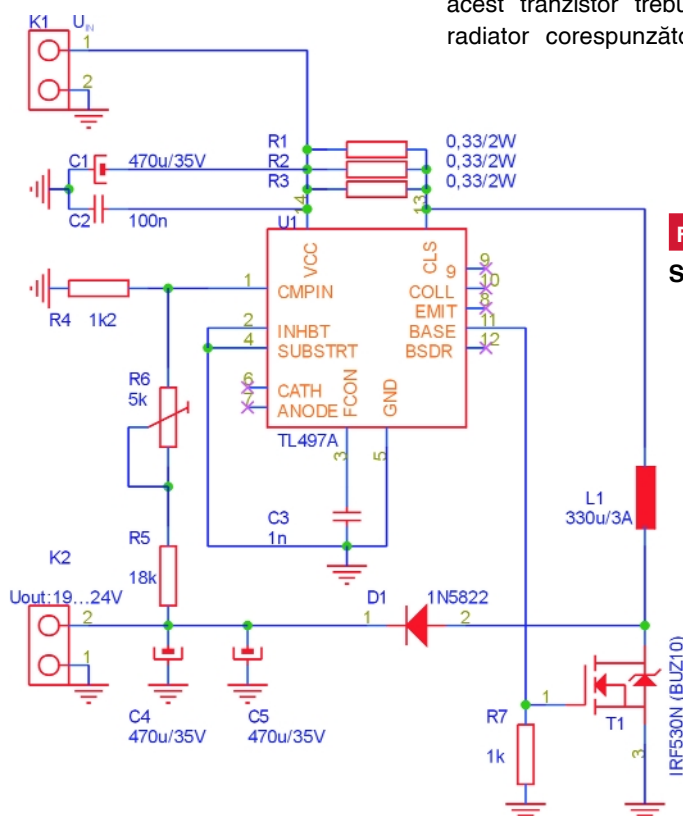 acest tranzistor trebu
radiator corespunzăto
K1 U_IN
1
2
R1 0,33/2W
R2 0,33/2W
R3 0,33/2W
C1 470u/35V
C2 100n
14
13
U1
VCC
CLS
1 CMPIN
2 INHBT
4 SUBSTRT
6 CATH
7 ANODE
FCON
GND
9 9
COLL 10
EMIT 8
BASE 11
BSDR 12
TL497A
3
5
R4 1k2
R6
5k
C3
1n
L1
330u/3A
R5
18k
K2
Uout:19...24V
2
1
D1 1N5822
1
2
C4
470u/35V
C5
470u/35V
R7
1k
1
T1
3
IRF530N (BUZ10)
S